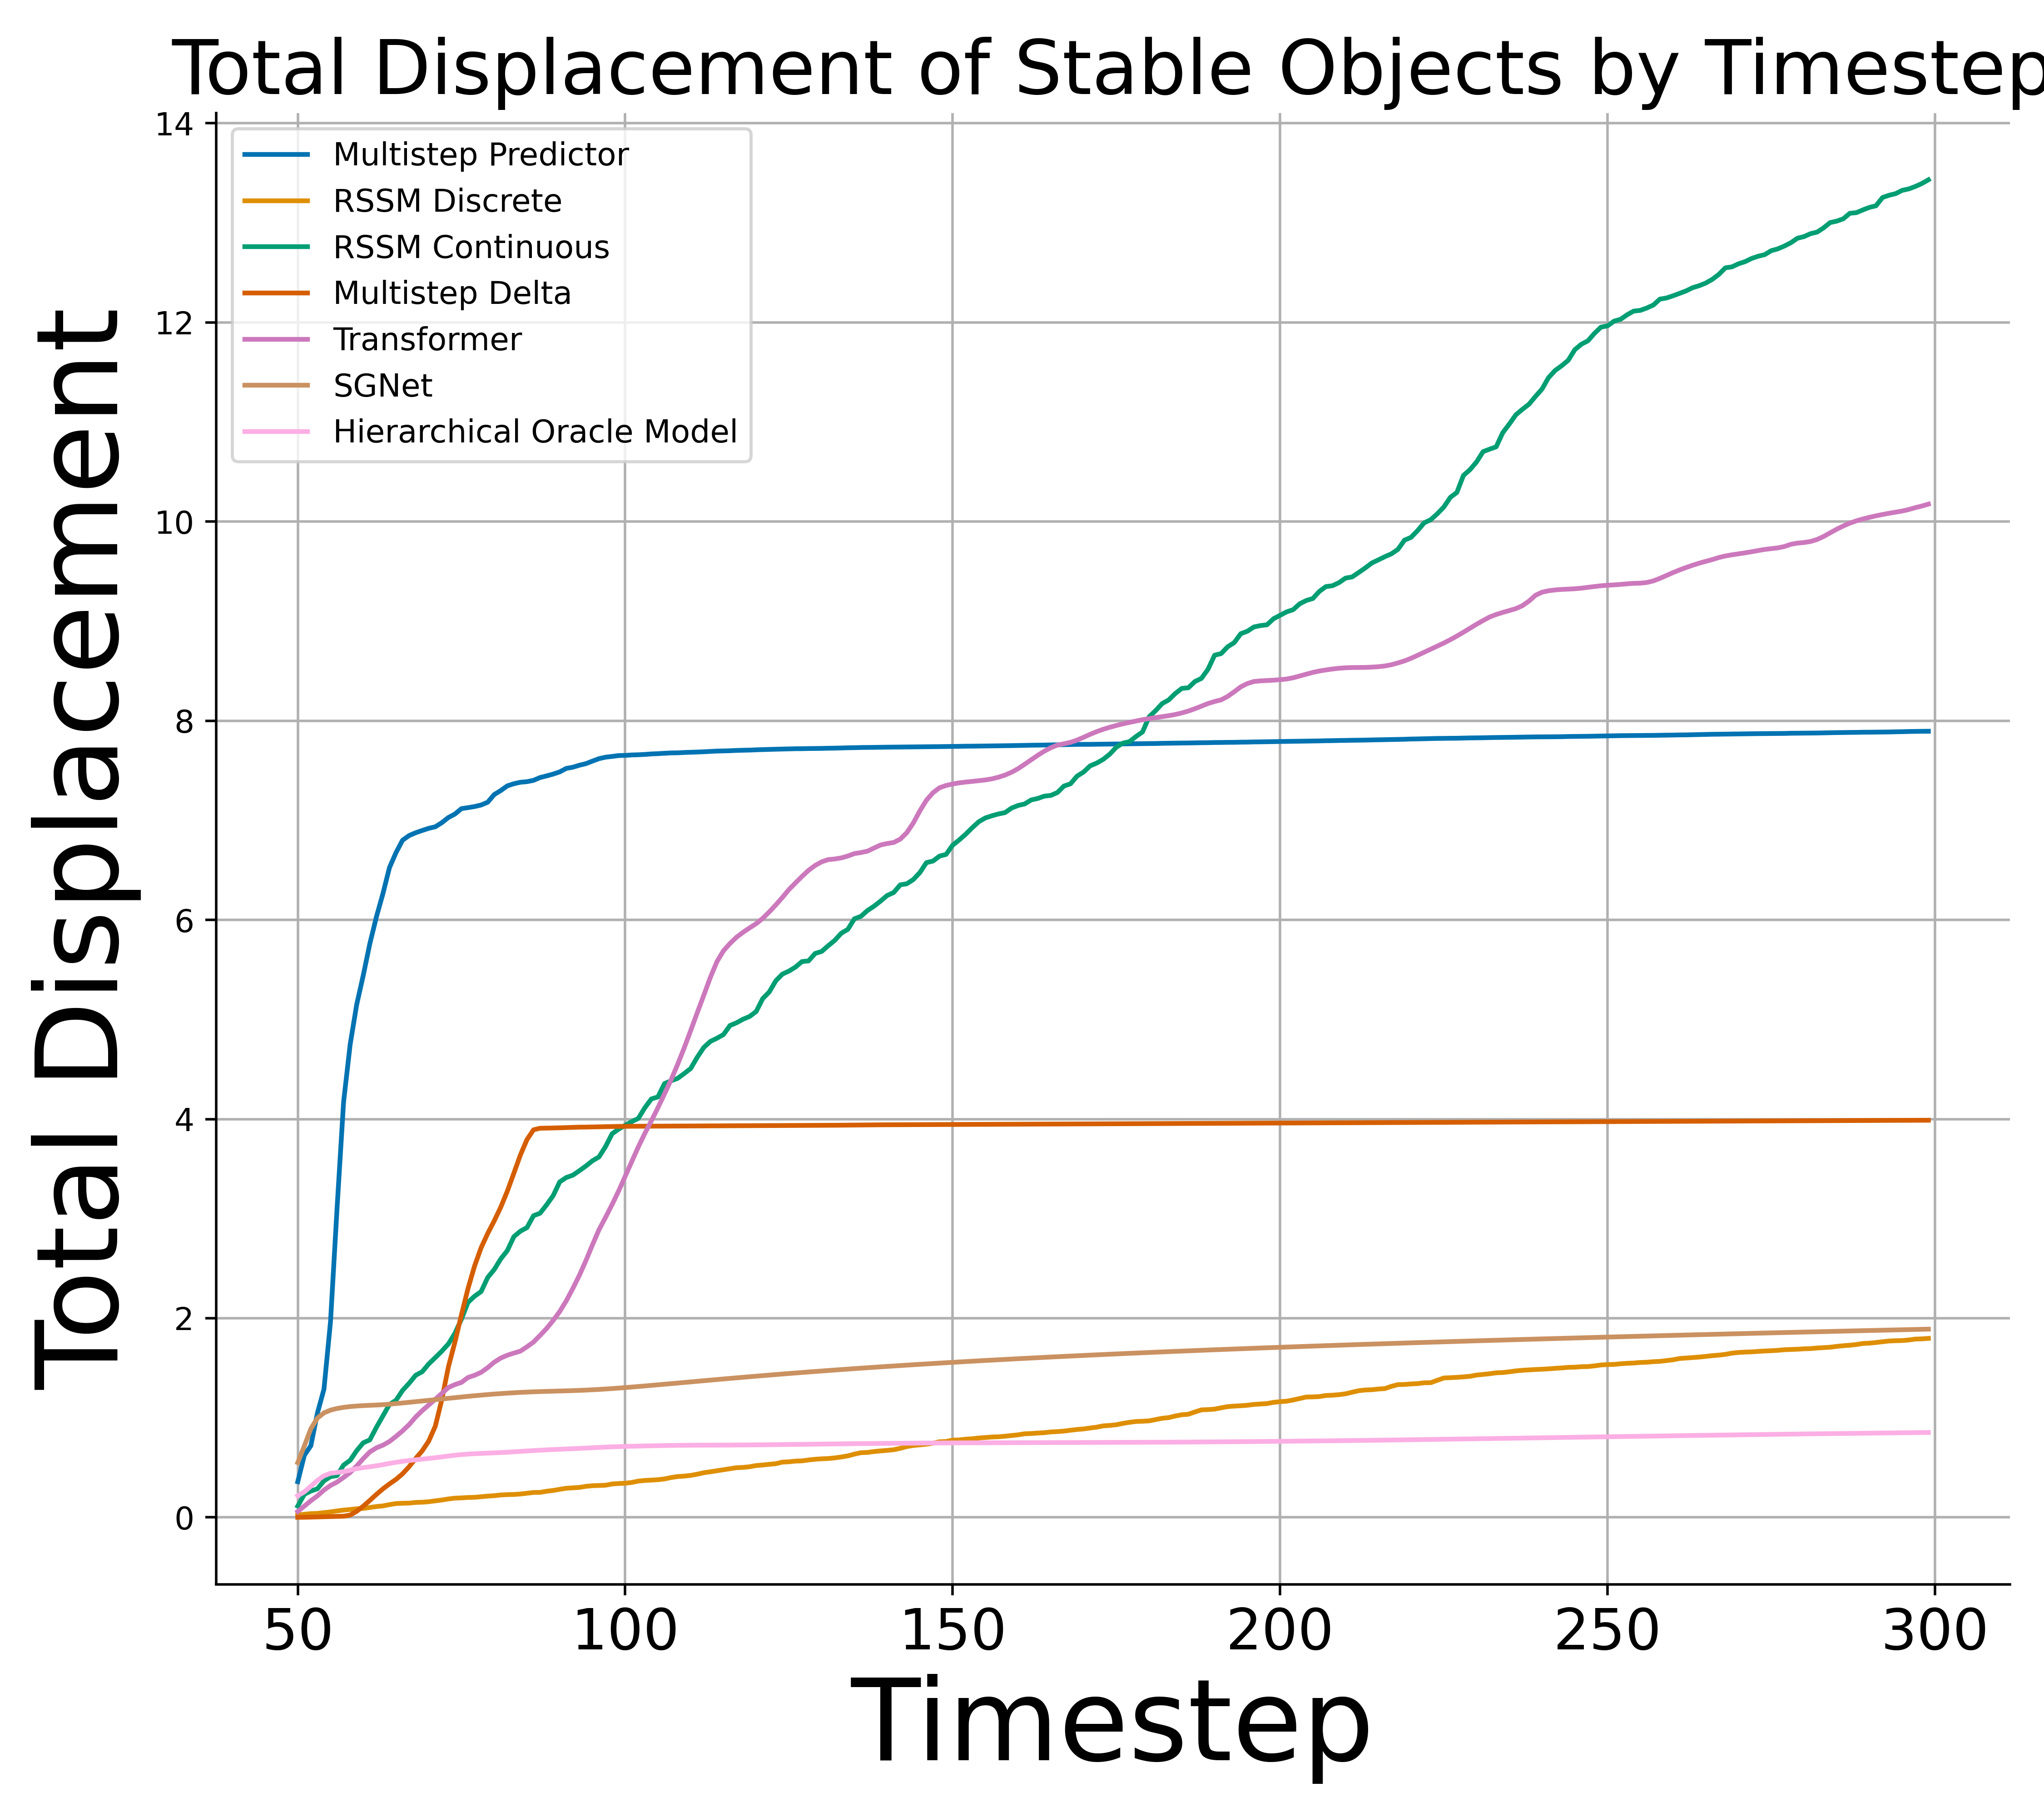 Total Displacement of Stable Objects by Timestep
14
12
10
8
6
4
2
0
Total Displacement
Multistep Predictor
RSSM Discrete
RSSM Continuous
Multistep Delta
Transformer
SGNet
Hierarchical Oracle Model
50 100 150 200 250 300
Timestep